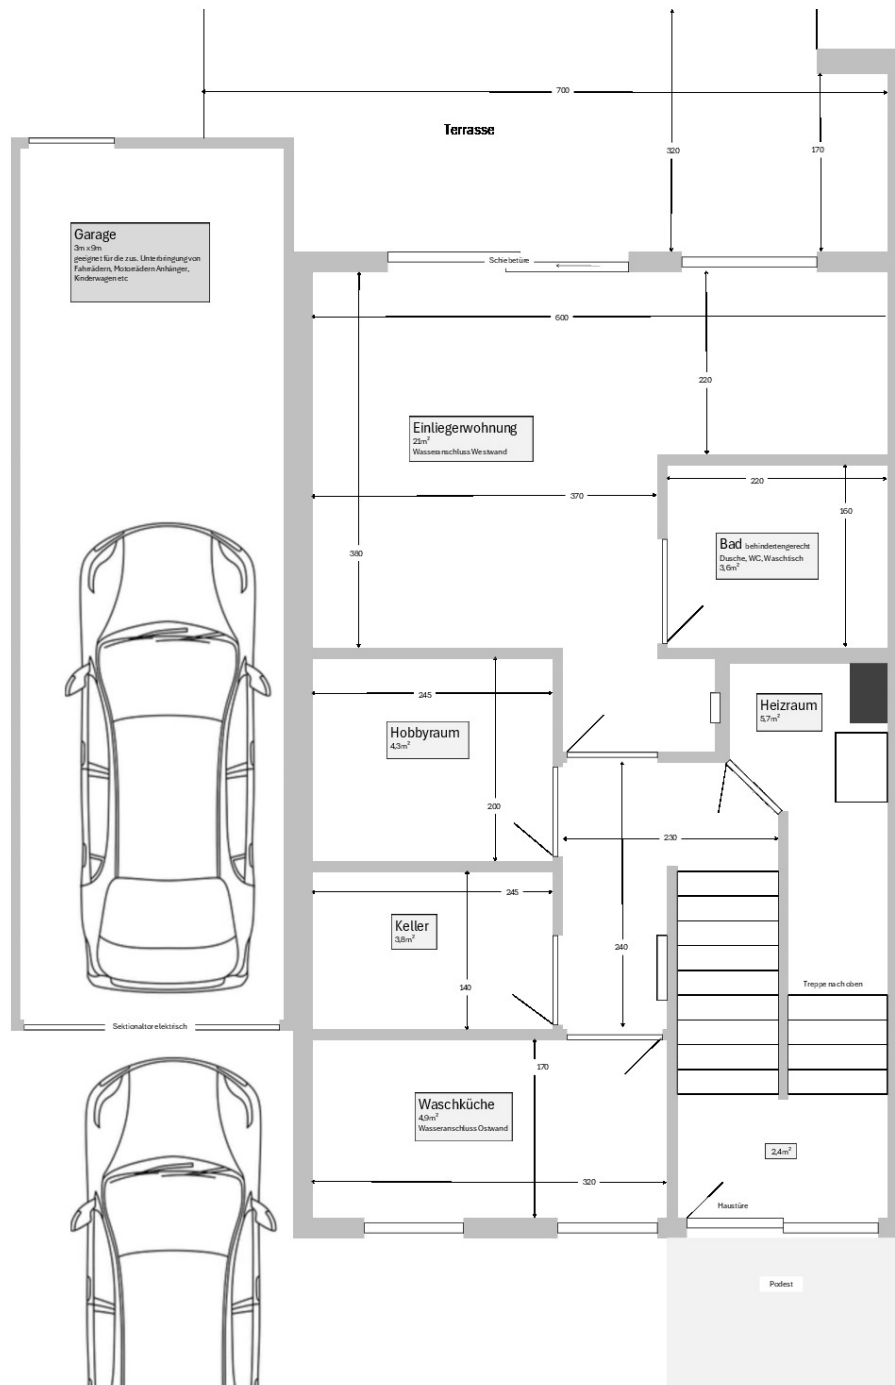 700
Terrasse
320
170
Garage
3m x 9m
geeignet für die zus. Unterbringung von
Fahrrädern, Motorrädern Anhänger,
Kinderwagen etc
Schiebetüre
600
220
Einliegerwohnung
21m²
Wasseranschluss Westwand
370
220
160
380
Bad behindertengerecht
Dusche, WC, Waschtisch
3,6m²
245
Hobbyraum
4,3m²
Heizraum
5,7m²
200
230
245
Keller
3,8m²
240
140
Treppe nach oben
Sektionaltor elektrisch
170
Waschküche
4,9m²
Wasseranschluss Ostwand
2,4m²
320
Haustüre
Podest